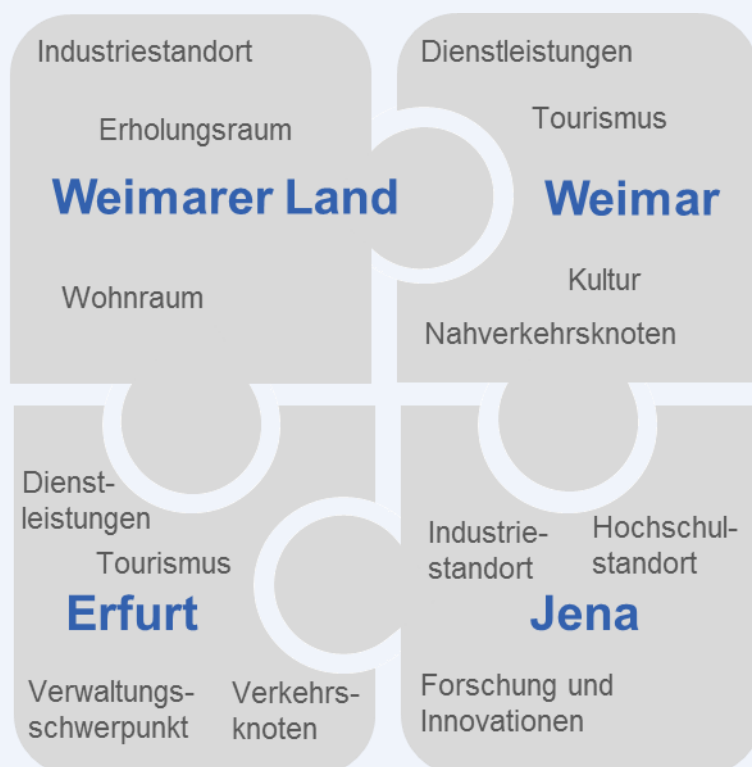 Industriestandort
Erholungsraum
Weimarer Land
Wohnraum
Dienstleistungen
Tourismus
Weimar
Kultur
Nahverkehrsknoten
Dienst-
leistungen
Tourismus
Erfurt
Verwaltungs-
schwerpunkt
Verkehrs-
knoten
Industrie-
standort
Hochschul-
standort
Jena
Forschung und
Innovationen